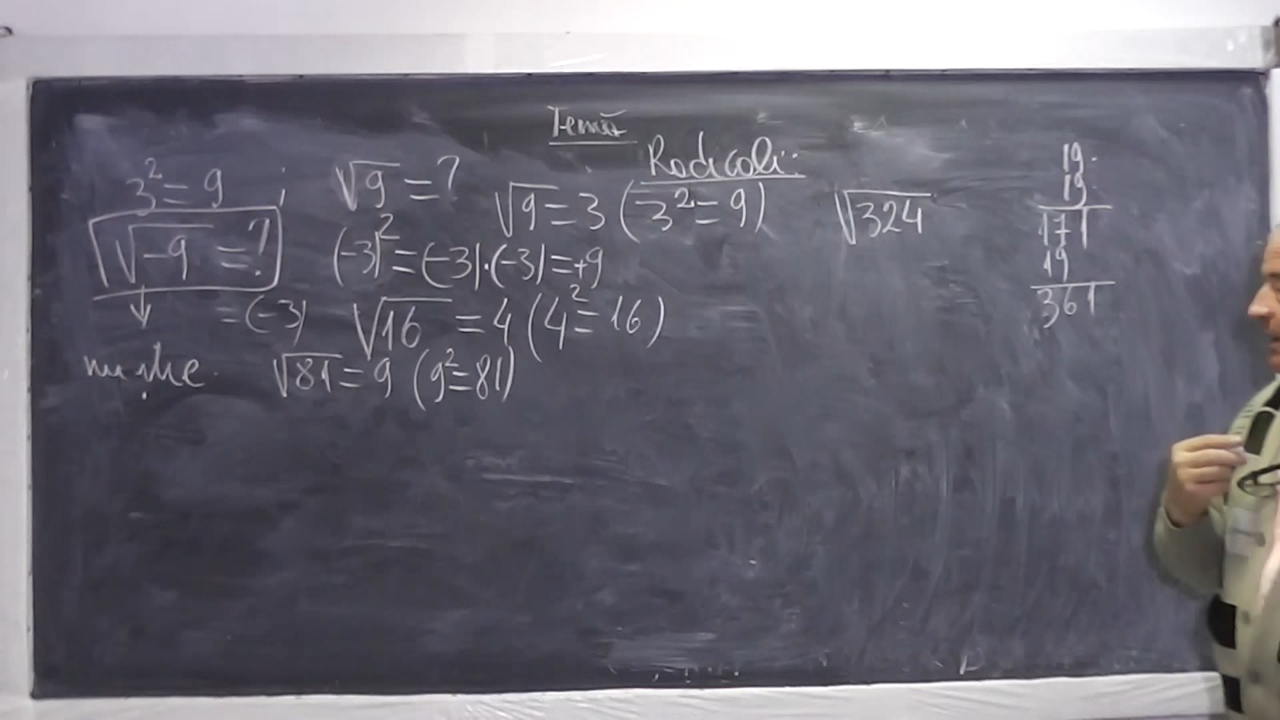 Temă
Radicali:
3² = 9 ; √9 = ? √9 = 3 (3² = 9) √324
√-9 = ? (-3)² = (-3)·(-3) = +9
= (-3) √16 = 4 (4² = 16)
nu √81 = 9 (9² = 81)
19
19
171
19
361